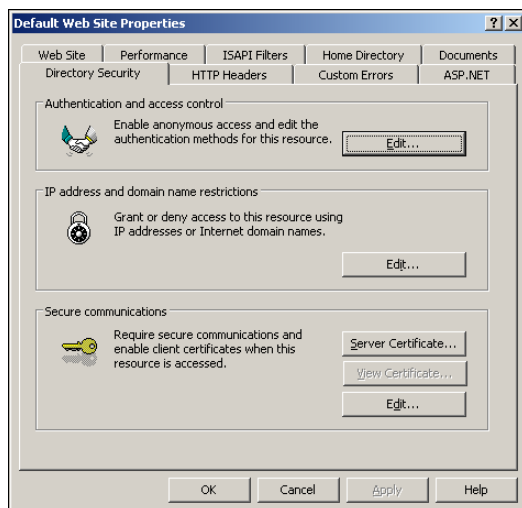 Default Web Site Properties
Web Site Performance ISAPI Filters Home Directory Documents
Directory Security HTTP Headers Custom Errors ASP.NET
Authentication and access control
Enable anonymous access and edit the
authentication methods for this resource.
Edit...
IP address and domain name restrictions
Grant or deny access to this resource using
IP addresses or Internet domain names.
Edit...
Secure communications
Require secure communications and
enable client certificates when this
resource is accessed.
Server Certificate...
View Certificate...
Edit...
OK Cancel Apply Help